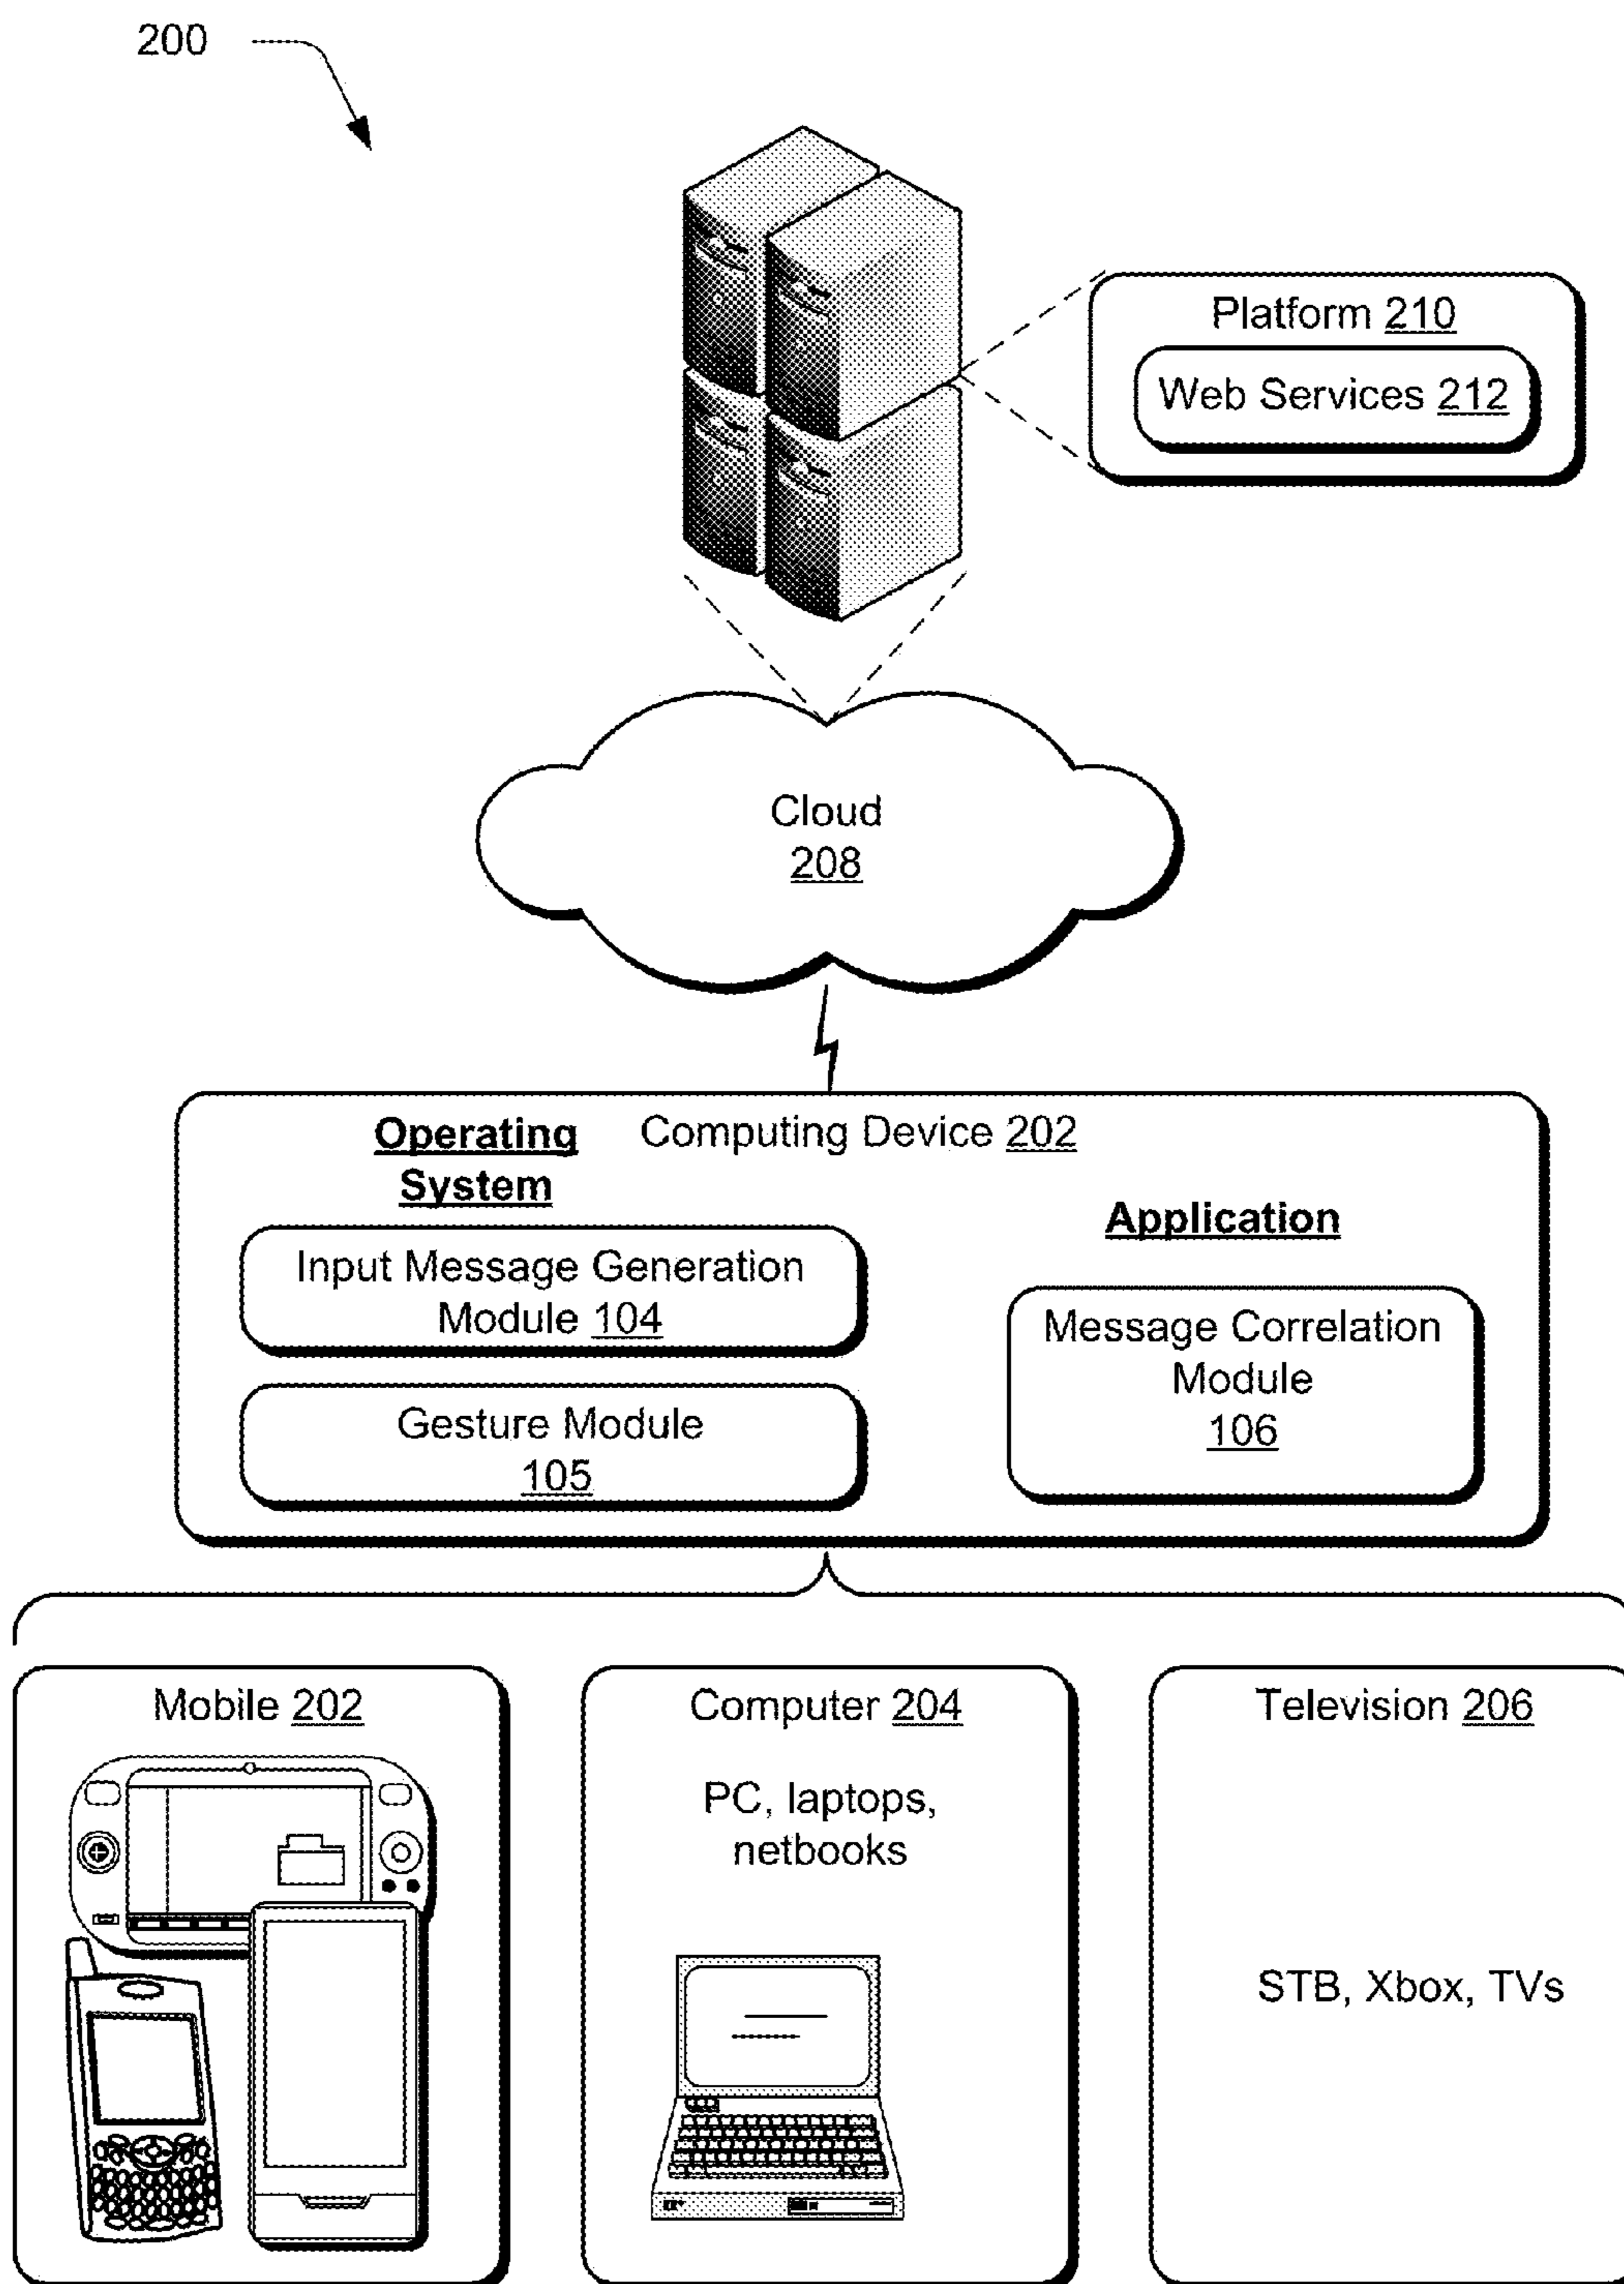 200
Platform 210
Web Services 212
Cloud
208
Computing Device 202
Operating
System
Input Message Generation
Module 104
Gesture Module
105
Application
Message Correlation
Module
106
Mobile 202
Computer 204
PC, laptops,
netbooks
Television 206
STB, Xbox, TVs